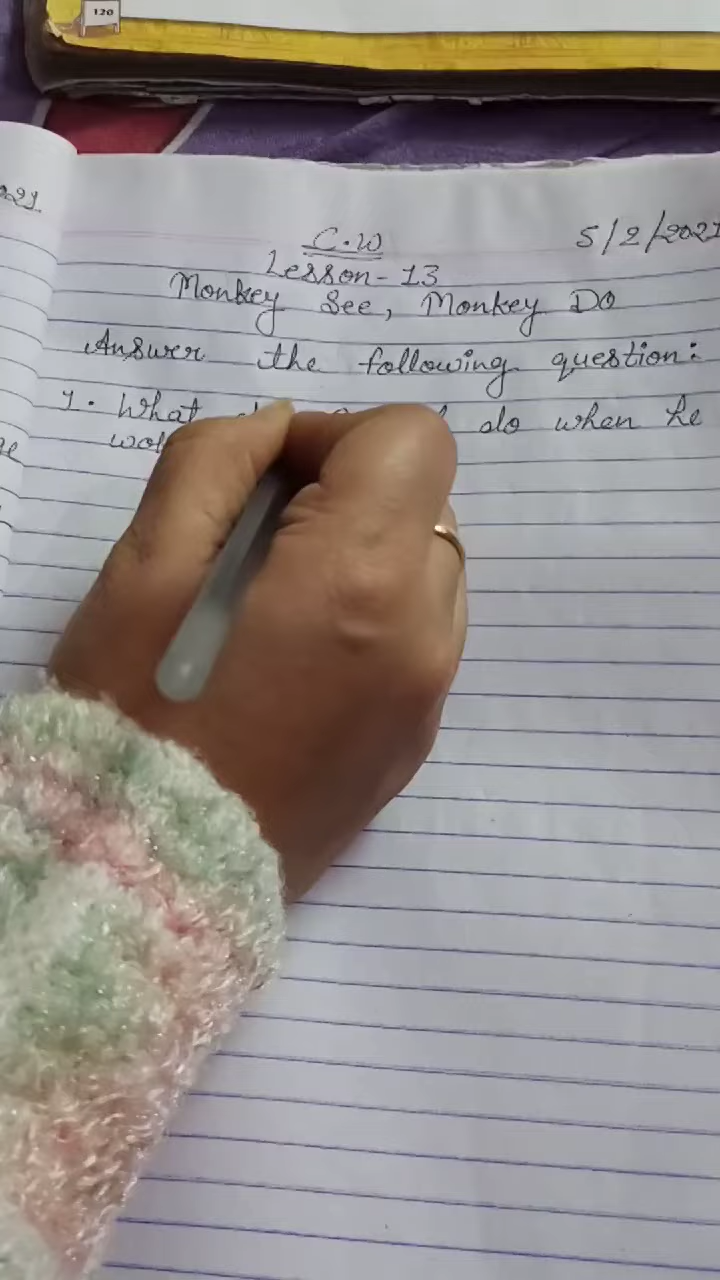 120
021
C.W
5/2/2021
Lesson-13
Monkey See, Monkey Do
Answer the following question:
1. What do when he